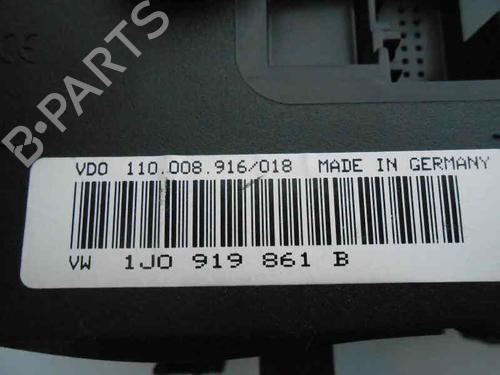 B-PARTS
VDO 110.008.916/018 MADE IN GERMANY
VW 1J0 919 861 B